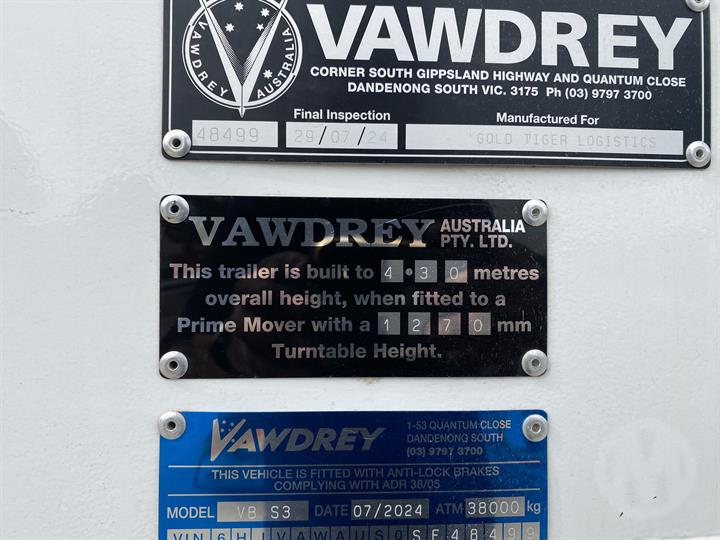 VAWDREY AUSTRALIA
VAWDREY
CORNER SOUTH GIPPSLAND HIGHWAY AND QUANTUM CLOSE
DANDENONG SOUTH VIC. 3175 Ph (03) 9797 3700
Final Inspection Manufactured For
48499 29/07/24 GOLD TIGER LOGISTICS
VAWDREY AUSTRALIA PTY. LTD.
This trailer is built to 4.30 metres
overall height, when fitted to a
Prime Mover with a 1270 mm
Turntable Height.
VAWDREY
1-53 QUANTUM CLOSE
DANDENONG SOUTH
(03) 9797 3700
THIS VEHICLE IS FITTED WITH ANTI-LOCK BRAKES
COMPLYING WITH ADR 38/05
MODEL VB S3 DATE 07/2024 ATM 38000 kg
VIN 6H1VAWAUS0SF48499